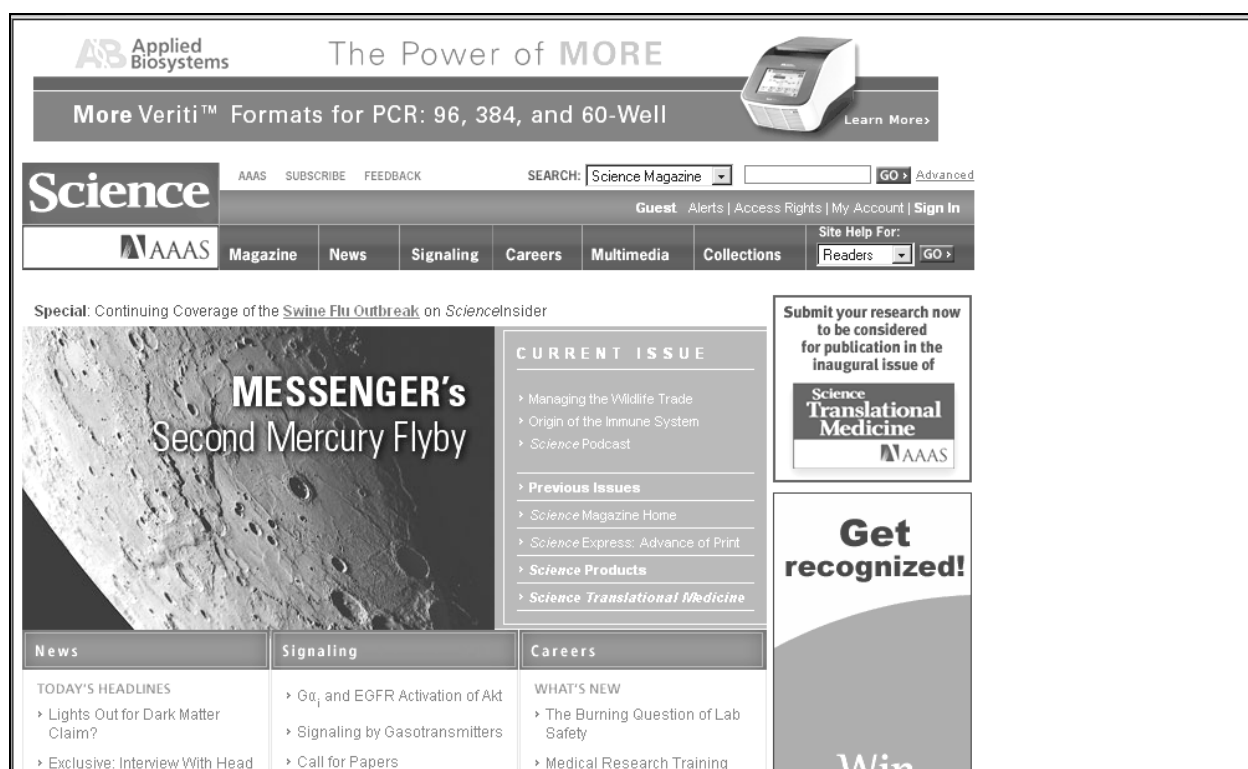 Applied
Biosystems
The Power of MORE
More Veriti™ Formats for PCR: 96, 384, and 60-Well
Learn More›
Science
AAAS
AAAS SUBSCRIBE FEEDBACK
SEARCH: Science Magazine GO › Advanced
Guest Alerts | Access Rights | My Account | Sign In
Magazine News Signaling Careers Multimedia Collections
Site Help For:
Readers GO ›
Special: Continuing Coverage of the Swine Flu Outbreak on ScienceInsider
MESSENGER's
Second Mercury Flyby
CURRENT ISSUE
› Managing the Wildlife Trade
› Origin of the Immune System
› Science Podcast
› Previous Issues
› Science Magazine Home
› Science Express: Advance of Print
› Science Products
› Science Translational Medicine
Submit your research now
to be considered
for publication in the
inaugural issue of
Science
Translational
Medicine
AAAS
Get
recognized!
Win
News
TODAY'S HEADLINES
› Lights Out for Dark Matter
Claim?
› Exclusive: Interview With Head
Signaling
› Gαi and EGFR Activation of Akt
› Signaling by Gasotransmitters
› Call for Papers
Careers
WHAT'S NEW
› The Burning Question of Lab
Safety
› Medical Research Training